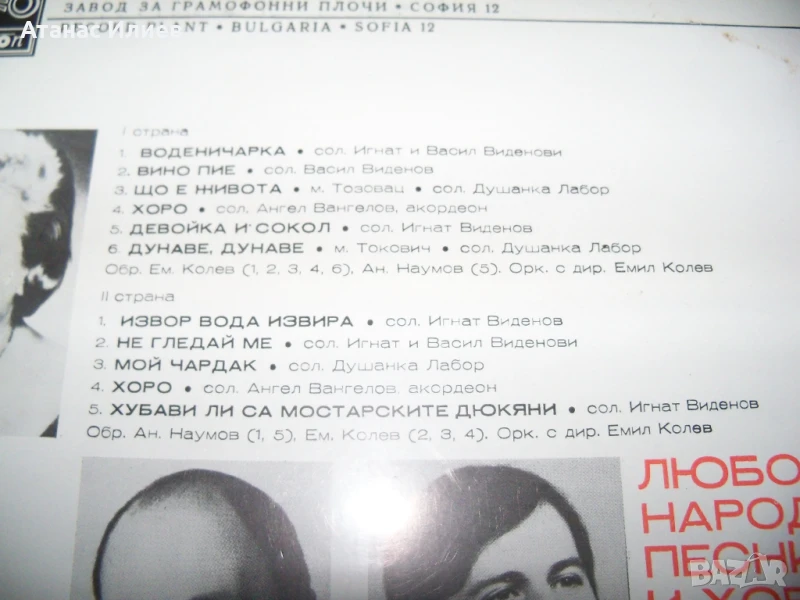 ЗАВОД ЗА ГРАМОФОННИ ПЛОЧИ • СОФИЯ 12
RECORD PLANT • BULGARIA • SOFIA 12
Атанас Илиев
I страна
1. ВОДЕНИЧАРКА • сол. Игнат и Васил Виденови
2. ВИНО ПИЕ • сол. Васил Виденов
3. ЩО Е ЖИВОТА • м. Тозовац • сол. Душанка Лабор
4. ХОРО • сол. Ангел Вангелов, акордеон
5. ДЕВОЙКА И СОКОЛ • сол. Игнат Виденов
6. ДУНАВЕ, ДУНАВЕ • м. Токович • сол. Душанка Лабор
Обр. Ем. Колев (1, 2, 3, 4, 6), Ан. Наумов (5). Орк. с дир. Емил Колев
II страна
1. ИЗВОР ВОДА ИЗВИРА • сол. Игнат Виденов
2. НЕ ГЛЕДАЙ МЕ • сол. Игнат и Васил Виденови
3. МОЙ ЧАРДАК • сол. Душанка Лабор
4. ХОРО • сол. Ангел Вангелов, акордеон
5. ХУБАВИ ЛИ СА МОСТАРСКИТЕ ДЮКЯНИ • сол. Игнат Виденов
Обр. Ан. Наумов (1, 5), Ем. Колев (2, 3, 4). Орк. с дир. Емил Колев
ЛЮБО
НАРОД
ПЕСНИ
И ХОР
BAZAR